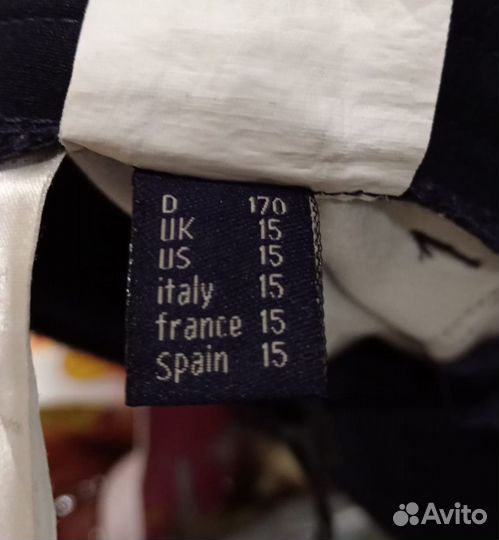 D 170
UK 15
US 15
italy 15
france 15
Spain 15
Avito